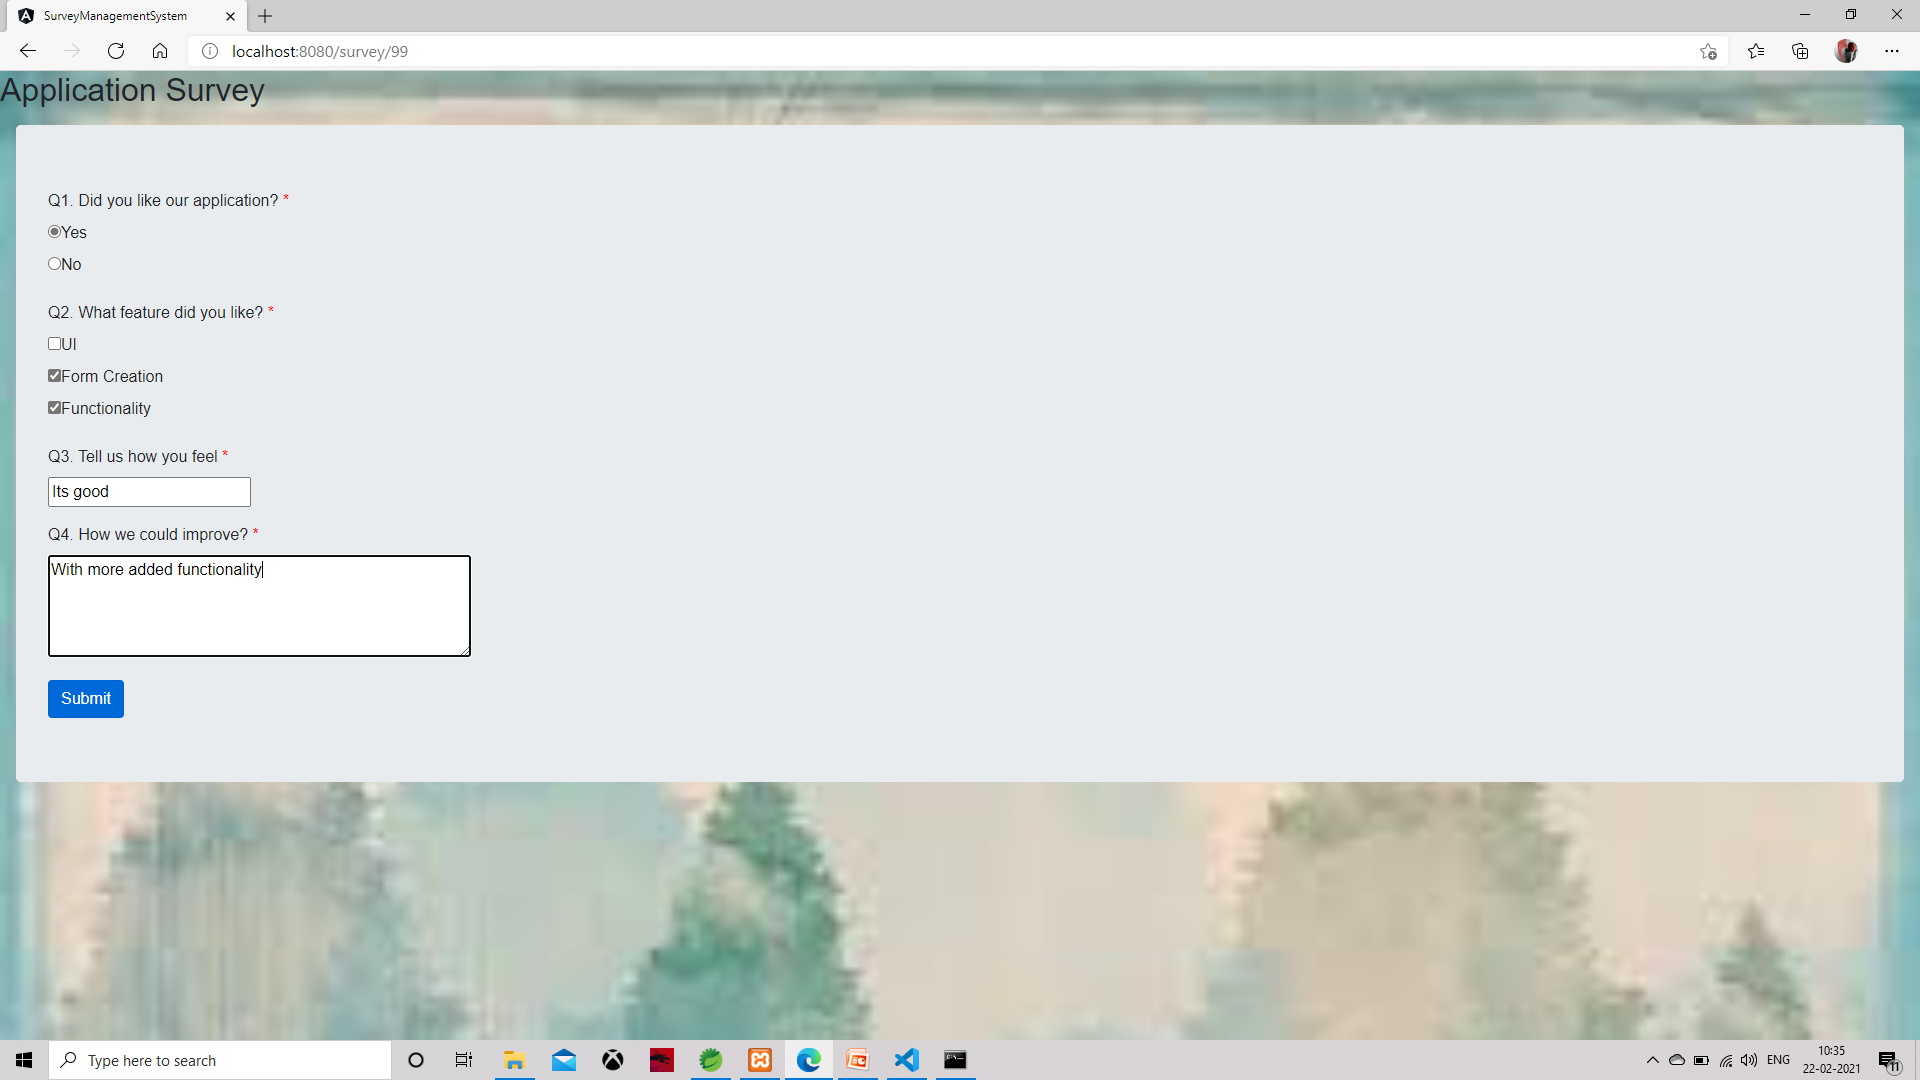 SurveyManagementSystem
localhost:8080/survey/99
Application Survey
Q1. Did you like our application? *
Yes
No
Q2. What feature did you like? *
UI
Form Creation
Functionality
Q3. Tell us how you feel *
Its good
Q4. How we could improve? *
With more added functionality
Submit
Type here to search
ENG
10:35
22-02-2021
11